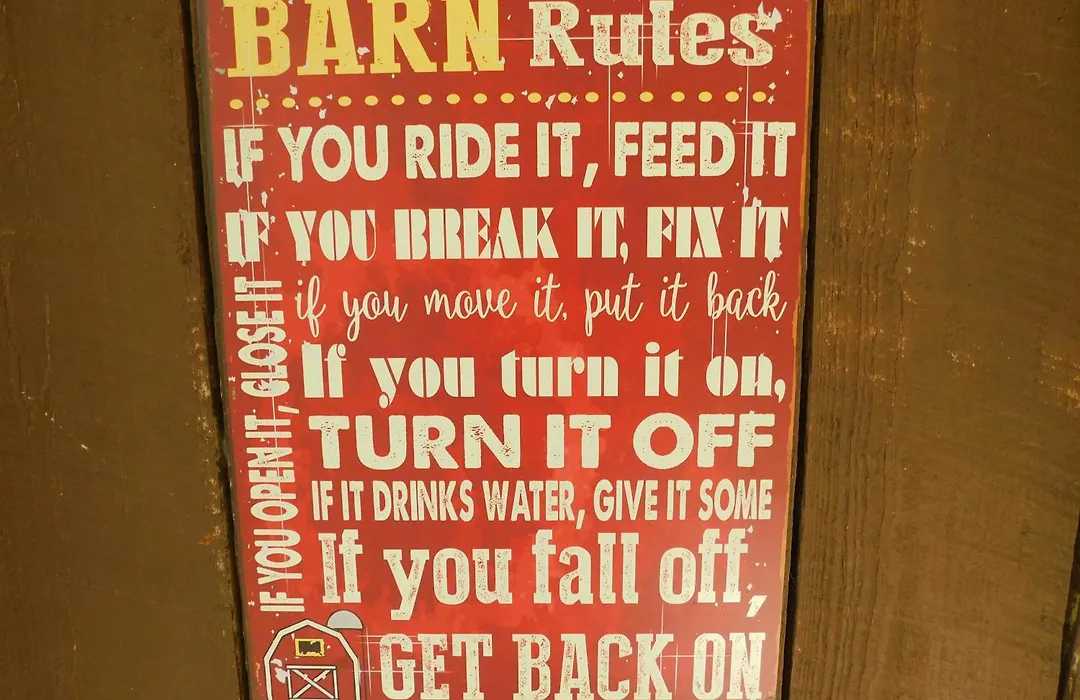 BARN Rules
IF YOU RIDE IT, FEED IT
IF YOU BREAK IT, FIX IT
if you move it, put it back
If you turn it on,
TURN IT OFF
IF IT DRINKS WATER, GIVE IT SOME
If you fall off,
GET BACK ON
IF YOU OPEN IT, CLOSE IT